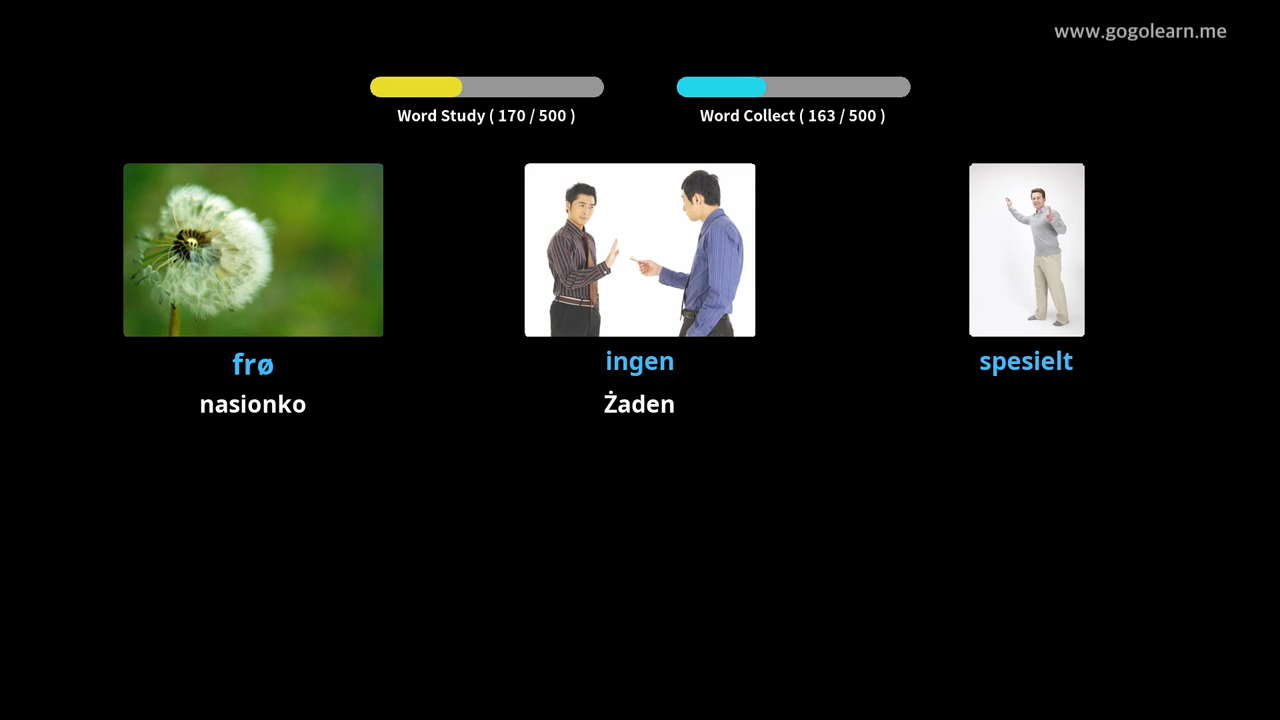 www.gogolearn.me
Word Study ( 170 / 500 )
Word Collect ( 163 / 500 )
frø
ingen
spesielt
nasionko
Żaden